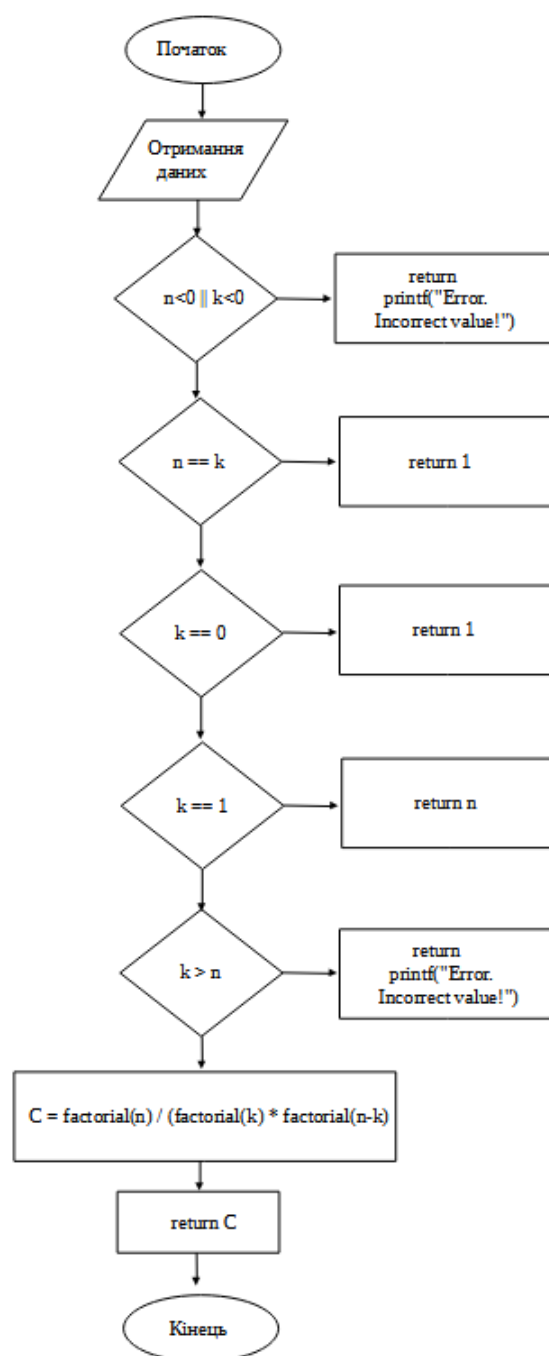 Початок
Отримання
даних
n<0 || k<0
return
printf("Error.
Incorrect value!")
n == k
return 1
k == 0
return 1
k == 1
return n
k > n
return
printf("Error.
Incorrect value!")
C = factorial(n) / (factorial(k) * factorial(n-k)
return C
Кінець